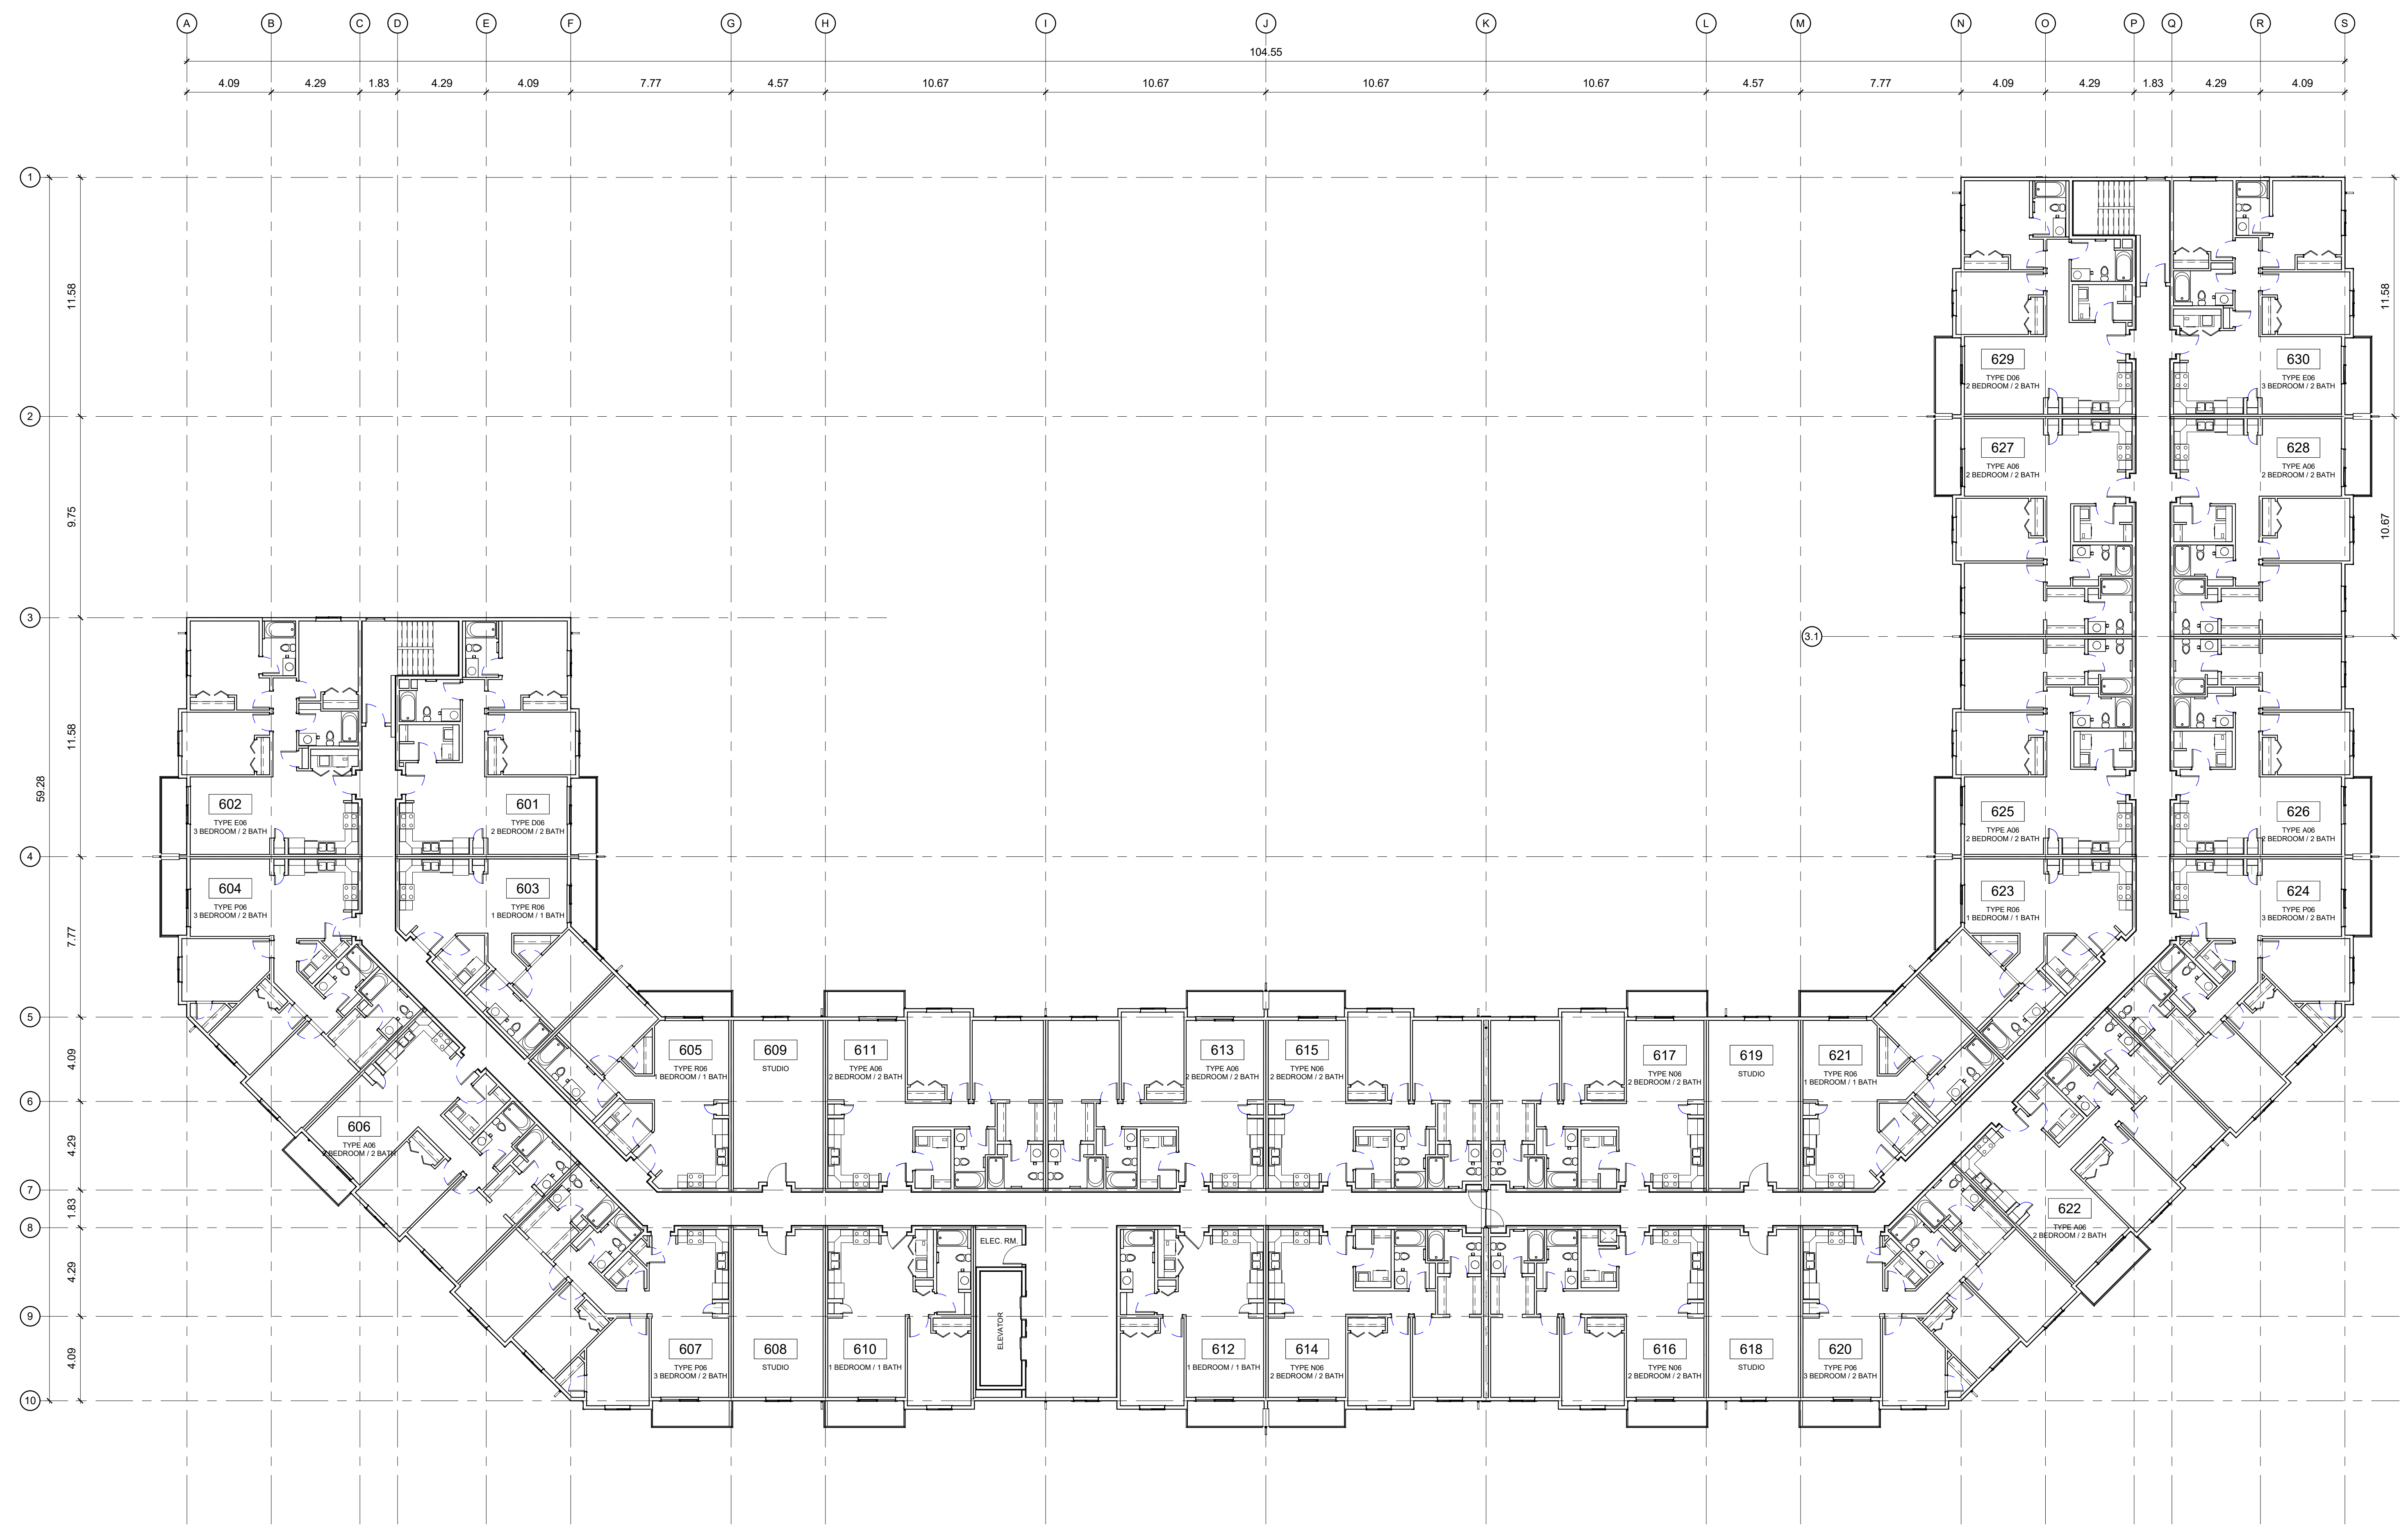 A B C D E F G H I J K L M N O P Q R S
104.55
4.09 4.29 1.83 4.29 4.09 7.77 4.57 10.67 10.67 10.67 10.67 4.57 7.77 4.09 4.29 1.83 4.29 4.09
1
11.58
11.58
629
TYPE D06
2 BEDROOM / 2 BATH
630
TYPE E06
3 BEDROOM / 2 BATH
2
627
TYPE A06
2 BEDROOM / 2 BATH
628
TYPE A06
2 BEDROOM / 2 BATH
9.75
10.67
3
3.1
11.58
59.28
602
TYPE E06
3 BEDROOM / 2 BATH
601
TYPE D06
2 BEDROOM / 2 BATH
625
TYPE A06
2 BEDROOM / 2 BATH
626
TYPE A06
2 BEDROOM / 2 BATH
4
604
TYPE P06
3 BEDROOM / 2 BATH
603
TYPE R06
1 BEDROOM / 1 BATH
623
TYPE R06
1 BEDROOM / 1 BATH
624
TYPE P06
3 BEDROOM / 2 BATH
7.77
5
4.09
605
TYPE R06
1 BEDROOM / 1 BATH
609
STUDIO
611
TYPE A06
2 BEDROOM / 2 BATH
613
TYPE A06
2 BEDROOM / 2 BATH
615
TYPE N06
2 BEDROOM / 2 BATH
617
TYPE N06
2 BEDROOM / 2 BATH
619
STUDIO
621
TYPE R06
1 BEDROOM / 1 BATH
6
606
TYPE A06
2 BEDROOM / 2 BATH
4.29
7
1.83
622
TYPE A06
2 BEDROOM / 2 BATH
8
ELEC. RM.
4.29
9
ELEVATOR
4.09
607
TYPE P06
3 BEDROOM / 2 BATH
608
STUDIO
610
1 BEDROOM / 1 BATH
612
1 BEDROOM / 1 BATH
614
TYPE N06
2 BEDROOM / 2 BATH
616
TYPE N06
2 BEDROOM / 2 BATH
618
STUDIO
620
TYPE P06
3 BEDROOM / 2 BATH
10